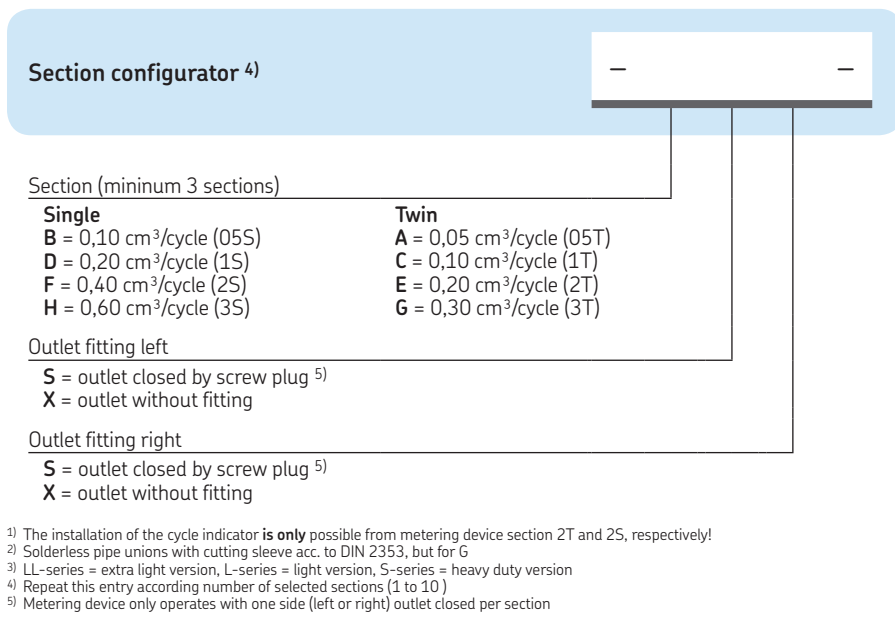 Section configurator 4)
– –
Section (minimum 3 sections)
Single Twin
B = 0,10 cm³/cycle (05S) A = 0,05 cm³/cycle (05T)
D = 0,20 cm³/cycle (1S) C = 0,10 cm³/cycle (1T)
F = 0,40 cm³/cycle (2S) E = 0,20 cm³/cycle (2T)
H = 0,60 cm³/cycle (3S) G = 0,30 cm³/cycle (3T)
Outlet fitting left
S = outlet closed by screw plug 5)
X = outlet without fitting
Outlet fitting right
S = outlet closed by screw plug 5)
X = outlet without fitting
1) The installation of the cycle indicator is only possible from metering device section 2T and 2S, respectively!
2) Solderless pipe unions with cutting sleeve acc. to DIN 2353, but for G
3) LL-series = extra light version, L-series = light version, S-series = heavy duty version
4) Repeat this entry according number of selected sections (1 to 10 )
5) Metering device only operates with one side (left or right) outlet closed per section